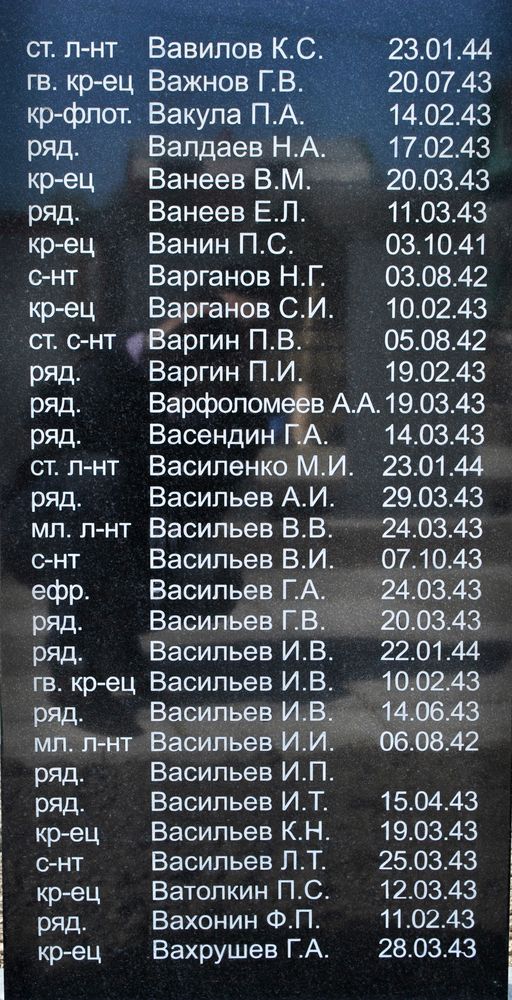 ст. л-нт Вавилов К.С. 23.01.44
гв. кр-ец Важнов Г.В. 20.07.43
кр-флот. Вакула П.А. 14.02.43
ряд. Валдаев Н.А. 17.02.43
кр-ец Ванеев В.М. 20.03.43
ряд. Ванеев Е.Л. 11.03.43
кр-ец Ванин П.С. 03.10.41
с-нт Варганов Н.Г. 03.08.42
кр-ец Варганов С.И. 10.02.43
ст. с-нт Варгин П.В. 05.08.42
ряд. Варгин П.И. 19.02.43
ряд. Варфоломеев А.А. 19.03.43
ряд. Васендин Г.А. 14.03.43
ст. л-нт Василенко М.И. 23.01.44
ряд. Васильев А.И. 29.03.43
мл. л-нт Васильев В.В. 24.03.43
с-нт Васильев В.И. 07.10.43
ефр. Васильев Г.А. 24.03.43
ряд. Васильев Г.В. 20.03.43
ряд. Васильев И.В. 22.01.44
гв. кр-ец Васильев И.В. 10.02.43
ряд. Васильев И.В. 14.06.43
мл. л-нт Васильев И.И. 06.08.42
ряд. Васильев И.П.
ряд. Васильев И.Т. 15.04.43
кр-ец Васильев К.Н. 19.03.43
с-нт Васильев Л.Т. 25.03.43
кр-ец Ватолкин П.С. 12.03.43
ряд. Вахонин Ф.П. 11.02.43
кр-ец Вахрушев Г.А. 28.03.43